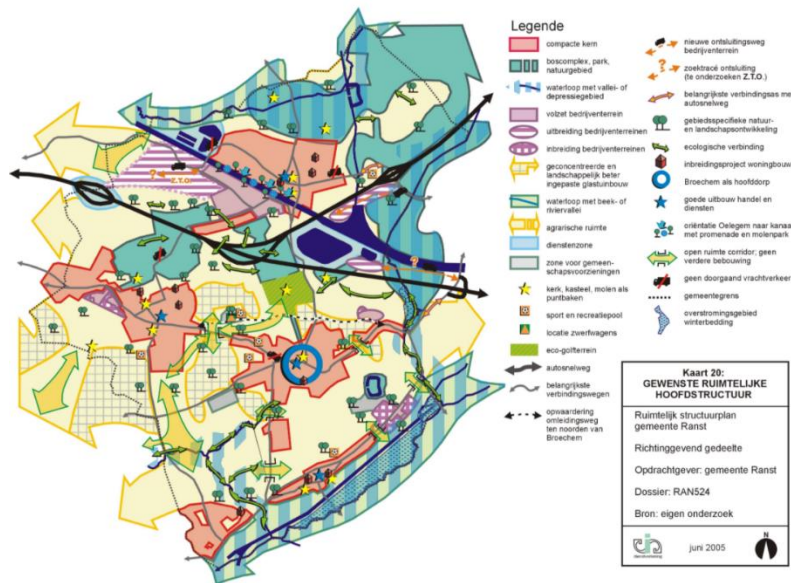 Legende
compacte kern
boscomplex, park,
natuurgebied
waterloop met vallei- of
depressiegebied
volzet bedrijventerrein
uitbreiding bedrijventerreinen
inbreiding bedrijventerreinen
geconcentreerde en
landschappelijk beter
ingepaste glastuinbouw
waterloop met beek- of
riviervallei
agrarische ruimte
dienstenzone
zone voor gemeen-
schapsvoorzieningen
kerk, kasteel, molen als
puntbaken
sport en recreatiepool
locatie zwerfwagens
eco-golfterrein
autosnelweg
belangrijkste
verbindingswegen
opwaardering
omleidingsweg
ten noorden van
Broechem
nieuwe ontsluitingsweg
bedrijventerrein
zoektracé ontsluiting
(te onderzoeken Z.T.O.)
belangrijkste verbindingsas me
autosnelweg
gebiedsspecifieke natuur-
en landschapsontwikkeling
ecologische verbinding
inbreidingsproject woningbouw
Broechem als hoofddorp
goede uitbouw handel en
diensten
oriëntatie Oelegem naar kanaa
met promenade en molenpark
open ruimte corridor; geen
verdere bebouwing
geen doorgaand vrachtverkeer
gemeentegrens
overstromingsgebied
winterbedding
? Z.T.O.
?
Kaart 20:
GEWENSTE RUIMTELIJKE
HOOFDSTRUCTUUR
Ruimtelijk structuurplan
gemeente Ranst
Richtinggevend gedeelte
Opdrachtgever: gemeente Ranst
Dossier: RAN524
Bron: eigen onderzoek
juni 2005
N